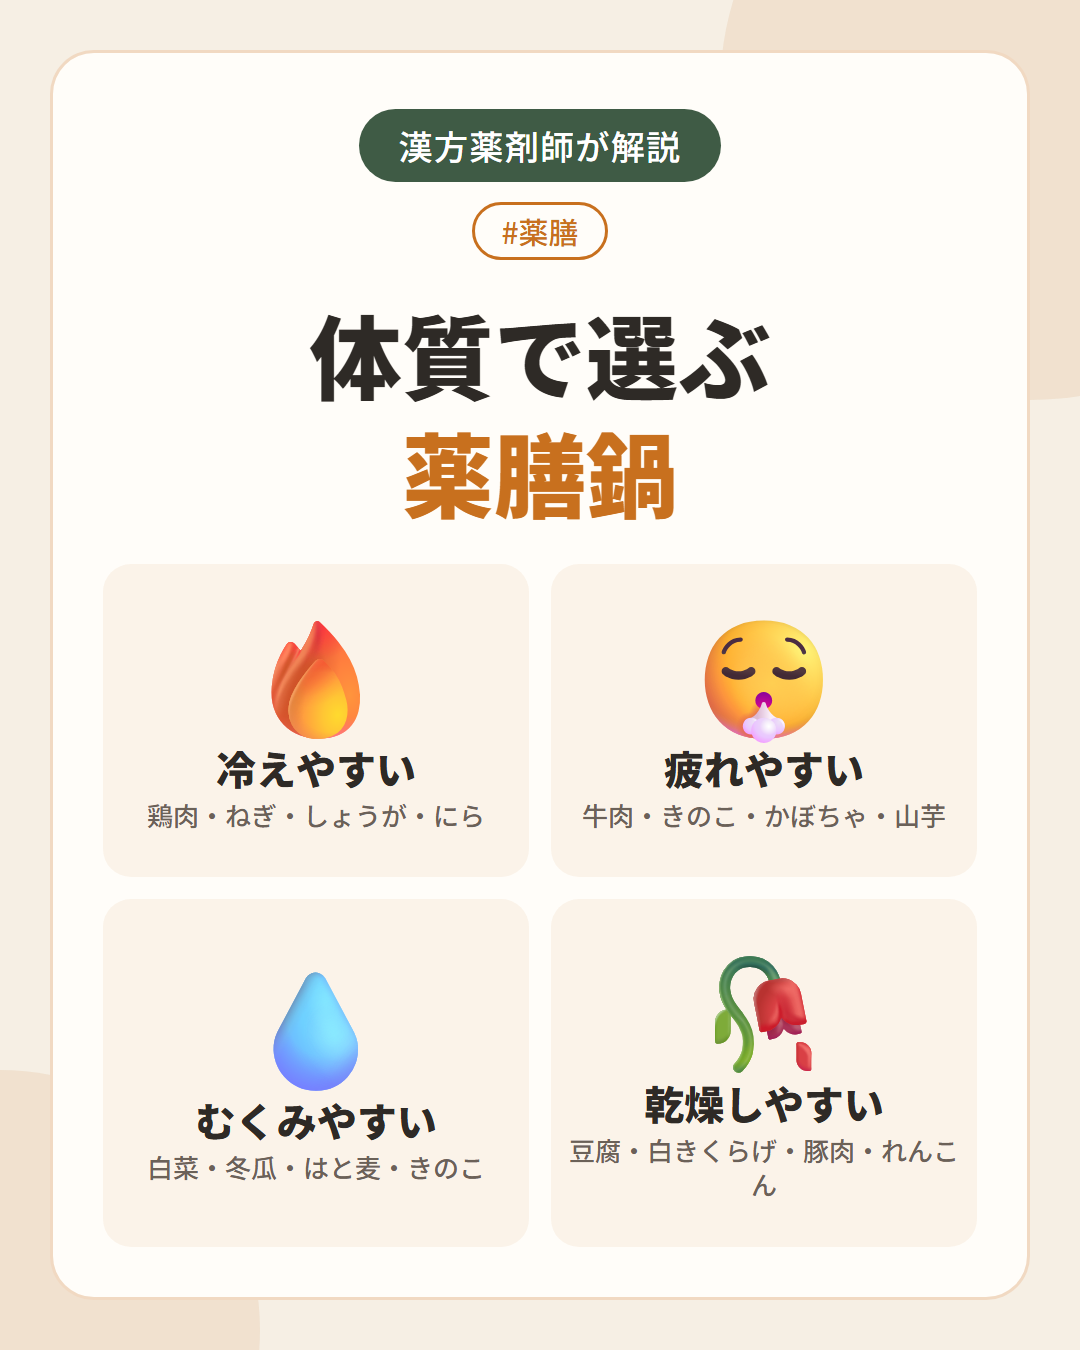 漢方薬剤師が解説
#薬膳
体質で選ぶ
薬膳鍋
冷えやすい
鶏肉・ねぎ・しょうが・にら
疲れやすい
牛肉・きのこ・かぼちゃ・山芋
むくみやすい
白菜・冬瓜・はと麦・きのこ
乾燥しやすい
豆腐・白きくらげ・豚肉・れんこ
ん